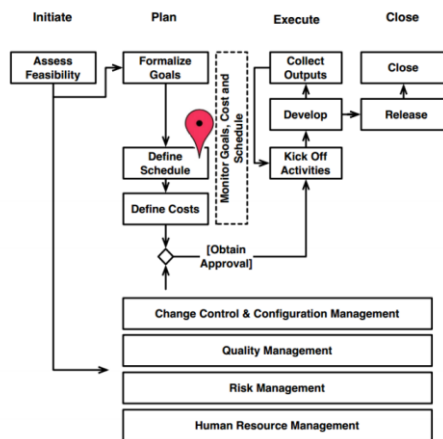 Initiate
Plan
Execute
Close
Assess
Feasibility
Formalize
Goals
Monitor Goals, Cost and
Schedule
Collect
Outputs
Close
Develop
Release
Define
Schedule
Kick Off
Activities
Define Costs
[Obtain
Approval]
Change Control & Configuration Management
Quality Management
Risk Management
Human Resource Management